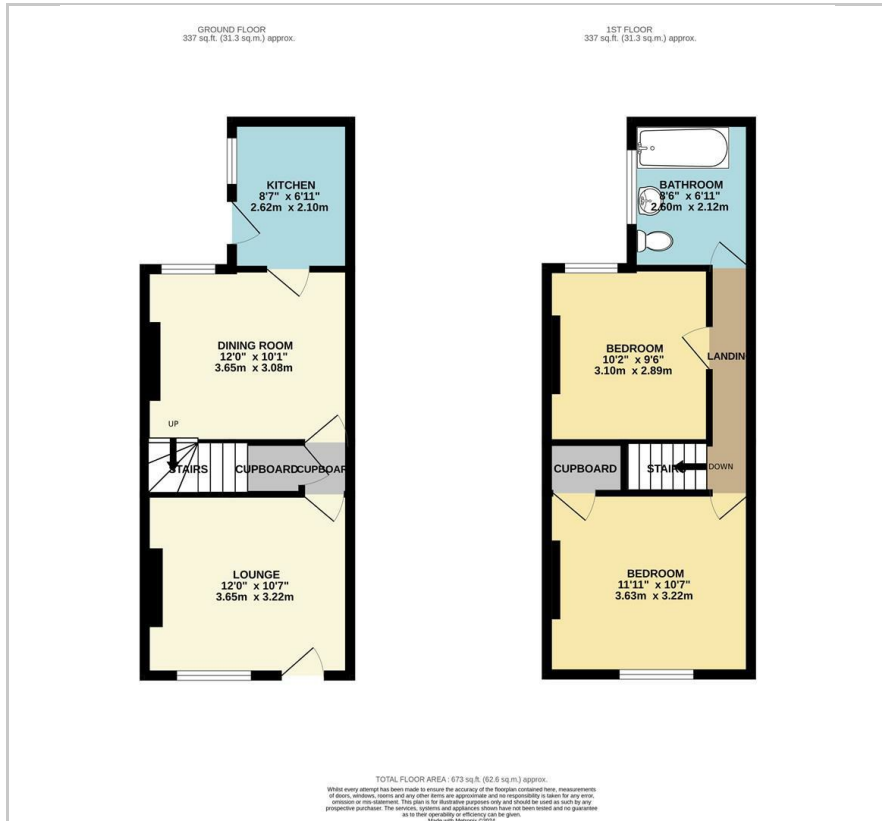 GROUND FLOOR
337 sq.ft. (31.3 sq.m.) approx.
1ST FLOOR
337 sq.ft. (31.3 sq.m.) approx.
KITCHEN
8'7" x 6'11"
2.62m x 2.10m
DINING ROOM
12'0" x 10'1"
3.65m x 3.08m
UP
STAIRS
CUPBOARD
CUPBOARD
LOUNGE
12'0" x 10'7"
3.65m x 3.22m
BATHROOM
8'6" x 6'11"
2.60m x 2.12m
BEDROOM
10'2" x 9'6"
3.10m x 2.89m
LANDING
CUPBOARD
STAIRS
DOWN
BEDROOM
11'11" x 10'7"
3.63m x 3.22m
TOTAL FLOOR AREA : 673 sq.ft. (62.6 sq.m.) approx.
Whilst every attempt has been made to ensure the accuracy of the floorplan contained here, measurements
of doors, windows, rooms and any other items are approximate and no responsibility is taken for any error,
omission or mis-statement. This plan is for illustrative purposes only and should be used as such by any
prospective purchaser. The services, systems and appliances shown have not been tested and no guarantee
as to their operability or efficiency can be given.
Made with Metropix ©2024